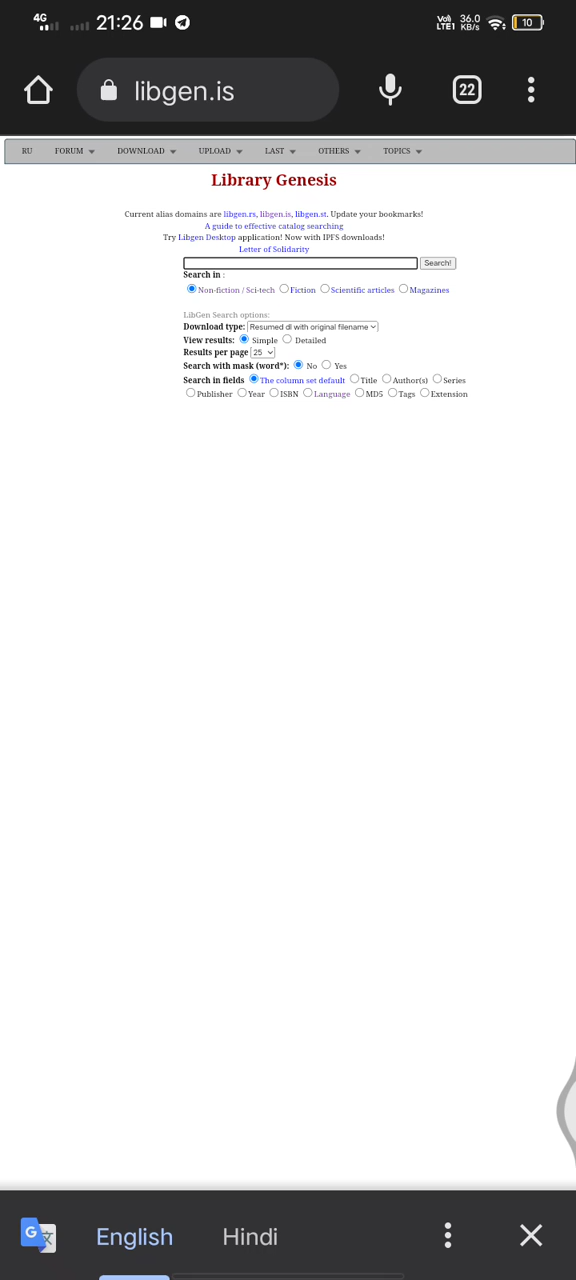 4G 21:26 Vo) LTE1 36.0 KB/s 10
libgen.is 22
RU FORUM DOWNLOAD UPLOAD LAST OTHERS TOPICS
Library Genesis
Current alias domains are libgen.rs, libgen.is, libgen.st. Update your bookmarks!
A guide to effective catalog searching
Try Libgen Desktop application! Now with IPFS downloads!
Letter of Solidarity
Search!
Search in :
Non-fiction / Sci-tech Fiction Scientific articles Magazines
LibGen Search options:
Download type: Resumed dl with original filename
View results: Simple Detailed
Results per page 25
Search with mask (word*): No Yes
Search in fields The column set default Title Author(s) Series
Publisher Year ISBN Language MD5 Tags Extension
G 文 English Hindi